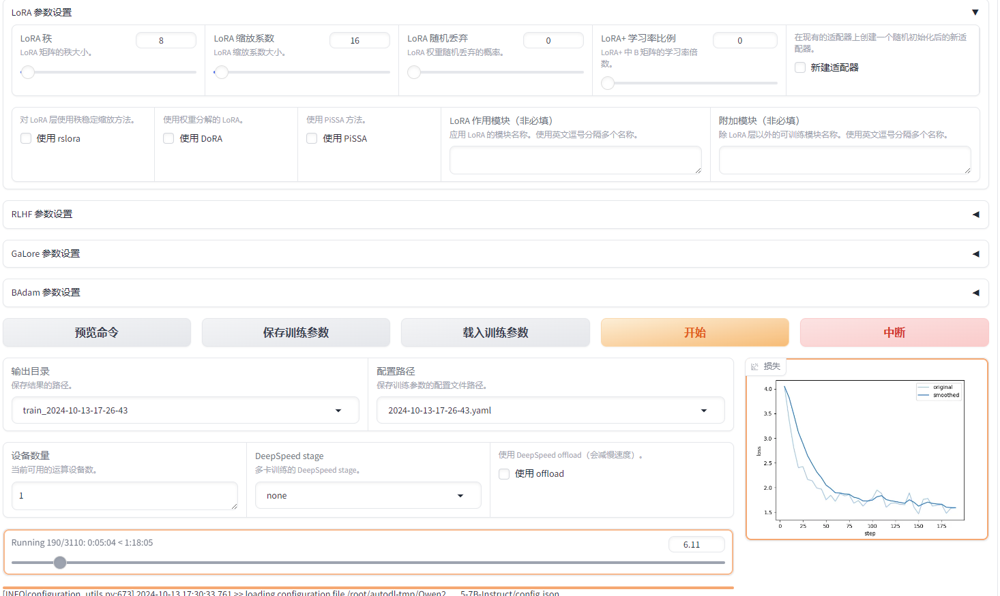 LoRA 参数设置
▼
LoRA 秩
8
LoRA 矩阵的秩大小。
LoRA 缩放系数
16
LoRA 缩放系数大小。
LoRA 随机丢弃
0
LoRA 权重随机丢弃的概率。
LoRA+ 学习率比例
0
LoRA+ 中 B 矩阵的学习率倍
数。
在现有的适配器上创建一个随机初始化后的新适
配器。
新建适配器
对 LoRA 层使用秩稳定缩放方法。
使用 rslora
使用权重分解的 LoRA。
使用 DoRA
使用 PiSSA 方法。
使用 PiSSA
LoRA 作用模块（非必填）
应用 LoRA 的模块名称。使用英文逗号分隔多个名称。
附加模块（非必填）
除 LoRA 层以外的可训练模块名称。使用英文逗号分隔多个名称。
RLHF 参数设置
GaLore 参数设置
BAdam 参数设置
预览命令
保存训练参数
载入训练参数
开始
中断
输出目录
保存结果的路径。
train_2024-10-13-17-26-43
配置路径
保存训练参数的配置文件路径。
2024-10-13-17-26-43.yaml
设备数量
当前可用的运算设备数。
1
DeepSpeed stage
多卡训练的 DeepSpeed stage。
none
使用 DeepSpeed offload（会减慢速度）。
使用 offload
Running 190/3110: 0:05:04 < 1:18:05
6.11
损失
original
smoothed
4.0
3.5
3.0
2.5
2.0
1.5
loss
0 25 50 75 100 125 150 175
step
[INFO|configuration_utils.py:673] 2024-10-13 17:30:33,761 >> loading configuration file /root/autodl-tmp/Qwen2___5-7B-Instruct/config.json